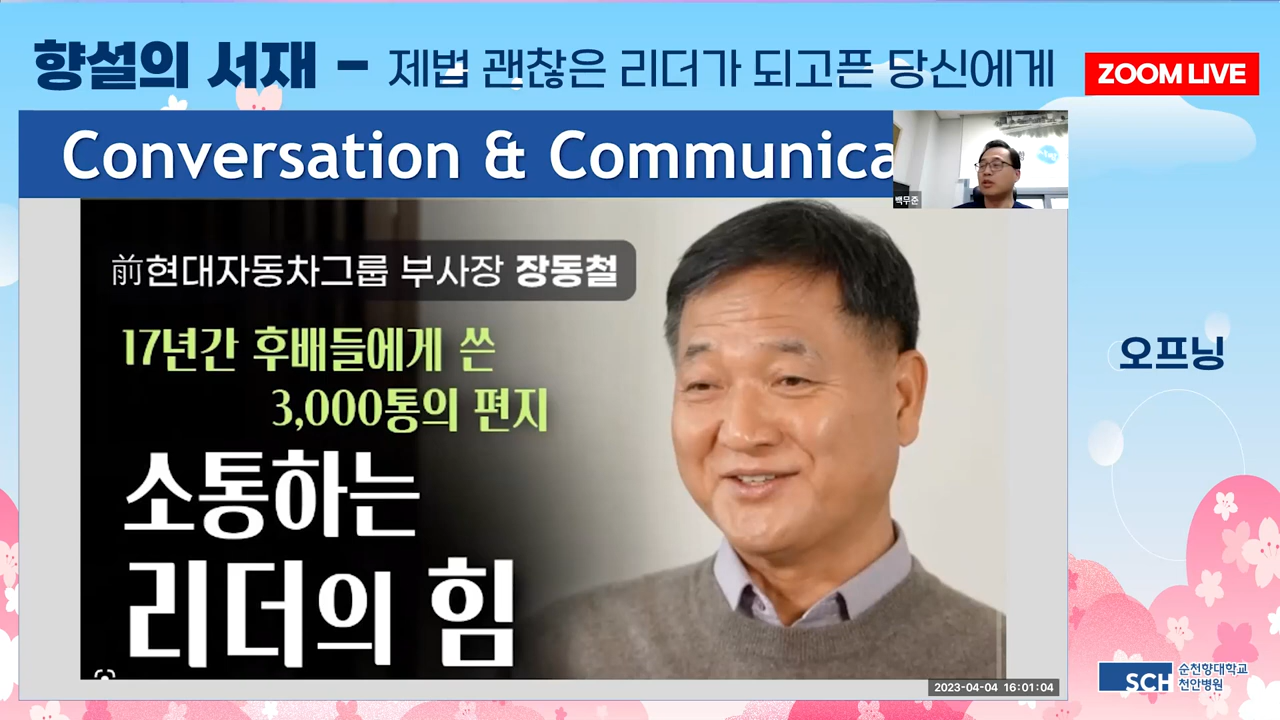 향설의 서재 - 제법 괜찮은 리더가 되고픈 당신에게
ZOOM LIVE
Conversation & Communica
백무준
前현대자동차그룹 부사장 장동철
17년간 후배들에게 쓴
3,000통의 편지
소통하는
리더의 힘
오프닝
2023-04-04 16:01:04
SCH 순천향대학교
천안병원